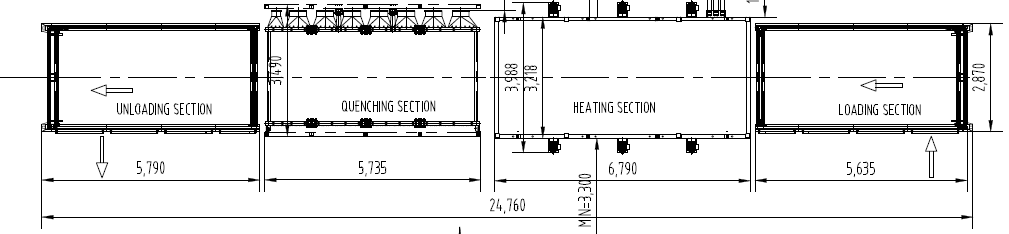 3,490
3,988
3,218
2,870
UNLOADING SECTION
QUENCHING SECTION
HEATING SECTION
LOADING SECTION
5,790
5,735
6,790
5,635
MIN=3,300
24,760